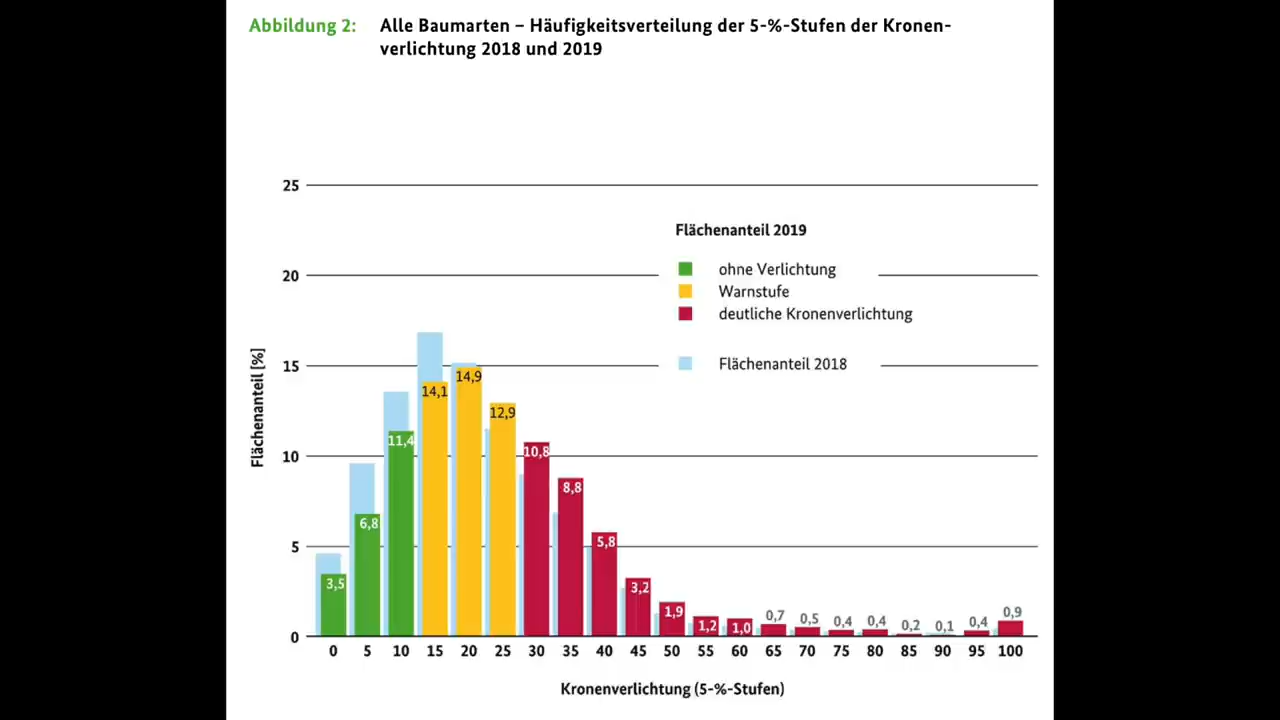 Abbildung 2: Alle Baumarten – Häufigkeitsverteilung der 5-%-Stufen der Kronen-
verlichtung 2018 und 2019
25
Flächenanteil 2019
20
ohne Verlichtung
Warnstufe
deutliche Kronenverlichtung
15
Flächenanteil 2018
Flächenanteil [%]
10
5
0
3,5
6,8
11,4
14,1
14,9
12,9
10,8
8,8
5,8
3,2
1,9
1,2
1,0
0,7
0,5
0,4
0,4
0,2
0,1
0,4
0,9
0 5 10 15 20 25 30 35 40 45 50 55 60 65 70 75 80 85 90 95 100
Kronenverlichtung (5-%-Stufen)